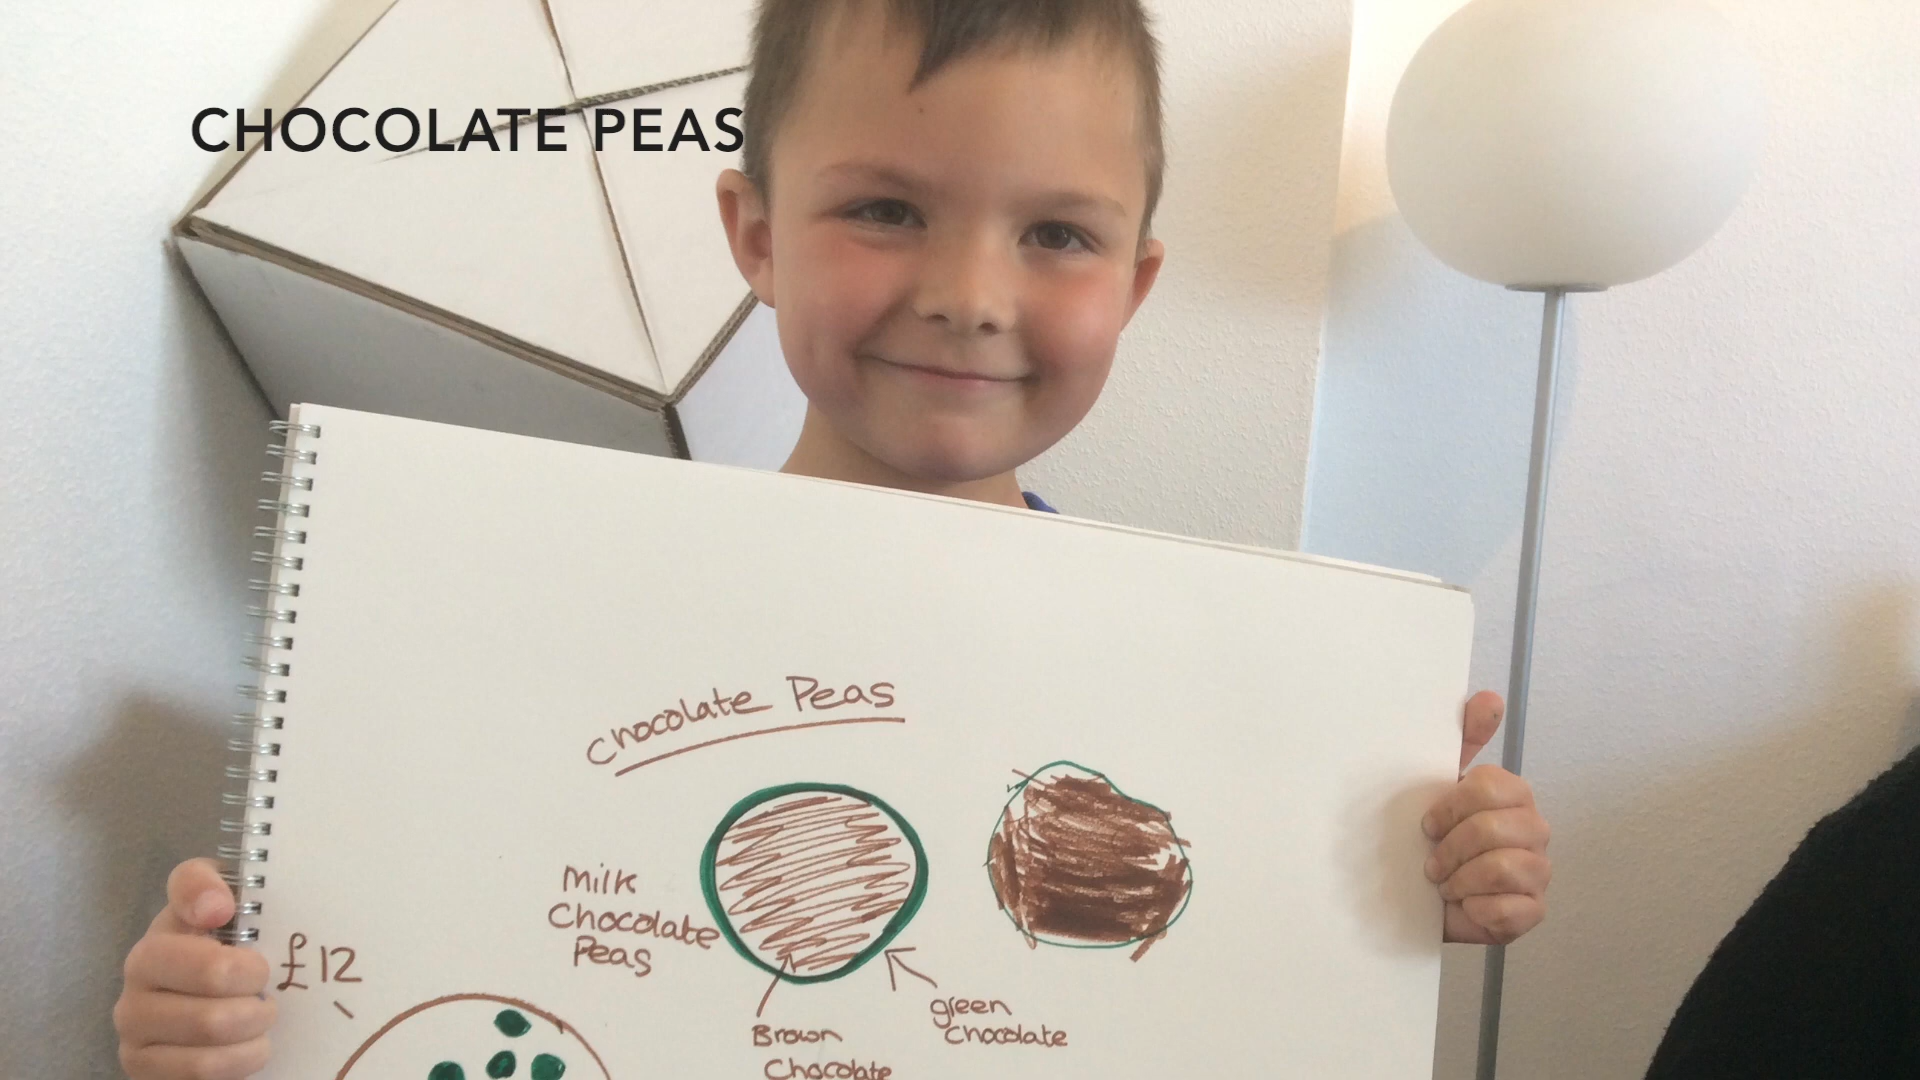 CHOCOLATE PEAS
Chocolate Peas
Milk
Chocolate
Peas
£12
green
Chocolate
Brown
Chocolate